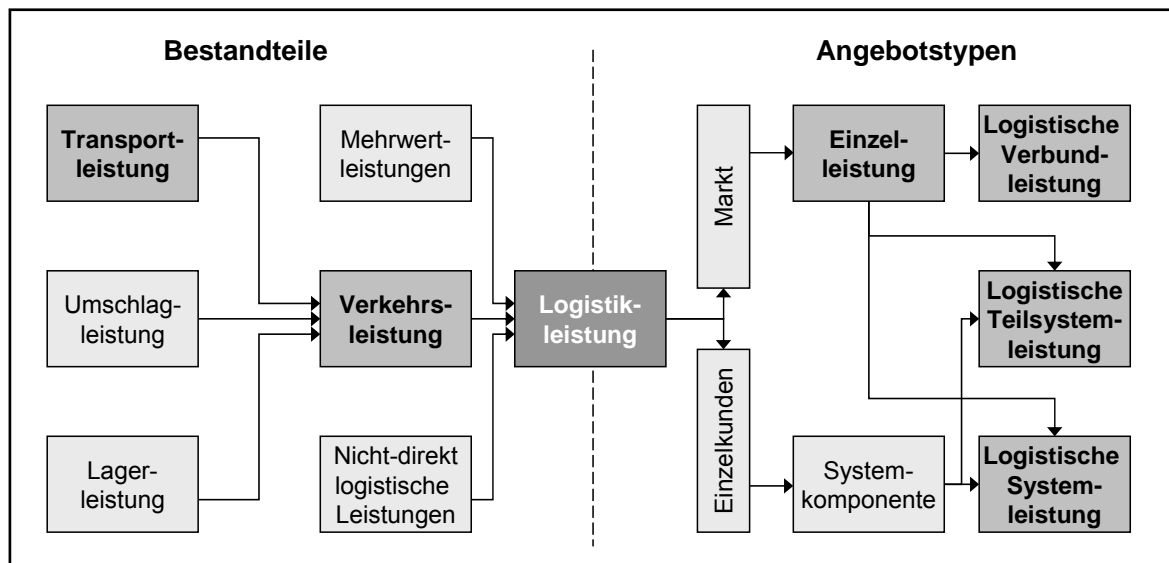 Bestandteile
Angebotstypen
Transport-
leistung
Mehrwert-
leistungen
Markt
Einzel-
leistung
Logistische
Verbund-
leistung
Umschlag-
leistung
Verkehrs-
leistung
Logistik-
leistung
Logistische
Teilsystem-
leistung
Lager-
leistung
Nicht-direkt
logistische
Leistungen
Einzelkunden
System-
komponente
Logistische
System-
leistung